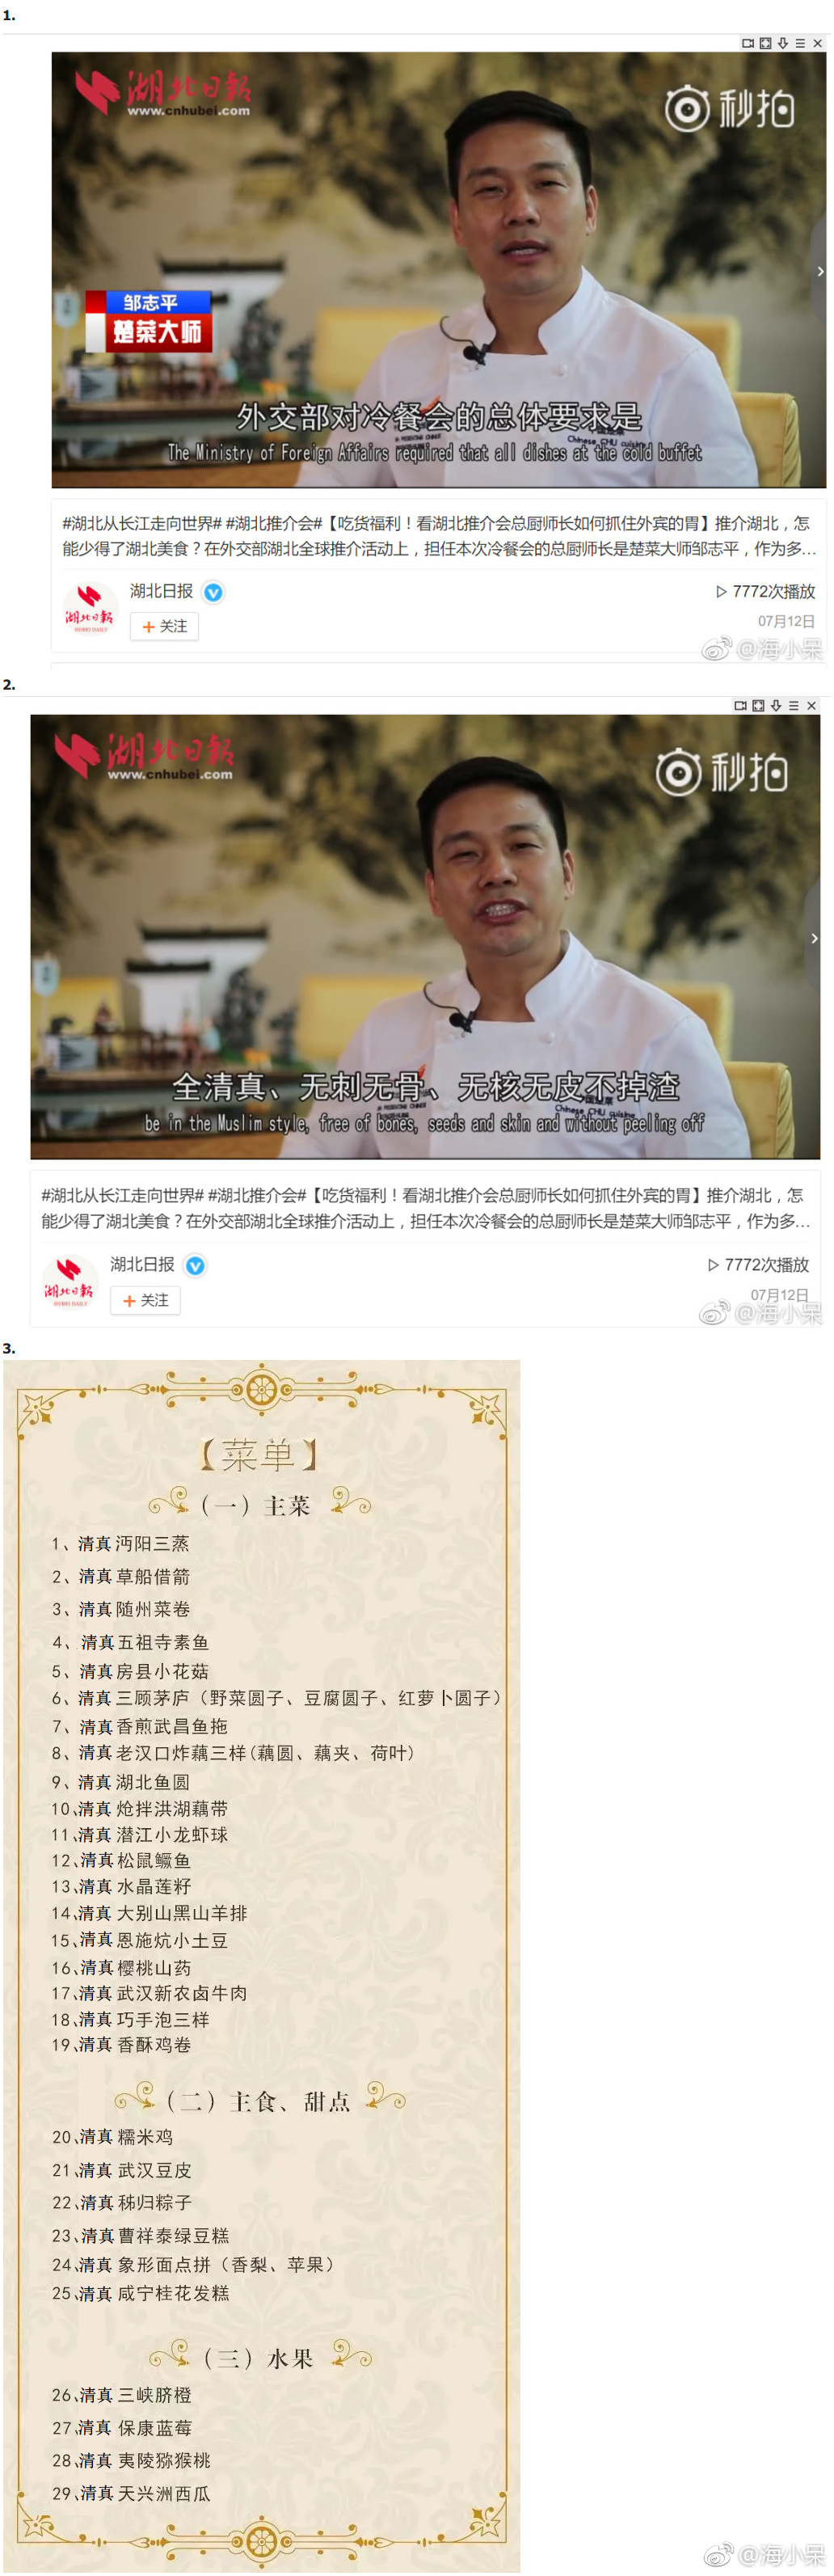 1.
湖北日報
www.cnhubei.com
秒拍
邹志平
楚菜大师
外交部对冷餐会的总体要求是
The Ministry of Foreign Affairs required that all dishes at the cold buffet
#湖北从长江走向世界# #湖北推介会#【吃货福利！看湖北推介会总厨师长如何抓住外宾的胃】推介湖北，怎
能少得了湖北美食？在外交部湖北全球推介活动上，担任本次冷餐会的总厨师长是楚菜大师邹志平，作为多...
湖北日報
HUBEI DAILY
湖北日报
7772次播放
+ 关注
07月12日
@海小呆
2.
湖北日報
www.cnhubei.com
秒拍
全清真、无刺无骨、无核无皮不掉渣
Chinese CHU cuisine
be in the Muslim style, free of bones, seeds and skin and without peeling off
#湖北从长江走向世界# #湖北推介会#【吃货福利！看湖北推介会总厨师长如何抓住外宾的胃】推介湖北，怎
能少得了湖北美食？在外交部湖北全球推介活动上，担任本次冷餐会的总厨师长是楚菜大师邹志平，作为多...
湖北日報
HUBEI DAILY
湖北日报
7772次播放
+ 关注
07月12日
@海小呆
3.
【菜单】
（一）主菜
1、清真 沔阳三蒸
2、清真 草船借箭
3、清真 随州菜卷
4、清真 五祖寺素鱼
5、清真 房县小花菇
6、清真 三顾茅庐（野菜圆子、豆腐圆子、红萝卜圆子）
7、清真 香煎武昌鱼拖
8、清真 老汉口炸藕三样(藕圆、藕夹、荷叶)
9、清真 湖北鱼圆
10、清真 炝拌洪湖藕带
11、清真 潜江小龙虾球
12、清真 松鼠鳜鱼
13、清真 水晶莲籽
14、清真 大别山黑山羊排
15、清真 恩施炕小土豆
16、清真 樱桃山药
17、清真 武汉新农卤牛肉
18、清真 巧手泡三样
19、清真 香酥鸡卷
（二）主食、甜点
20、清真 糯米鸡
21、清真 武汉豆皮
22、清真 秭归粽子
23、清真 曹祥泰绿豆糕
24、清真 象形面点拼（香梨、苹果）
25、清真 咸宁桂花发糕
（三）水果
26、清真 三峡脐橙
27、清真 保康蓝莓
28、清真 夷陵猕猴桃
29、清真 天兴洲西瓜
@海小呆